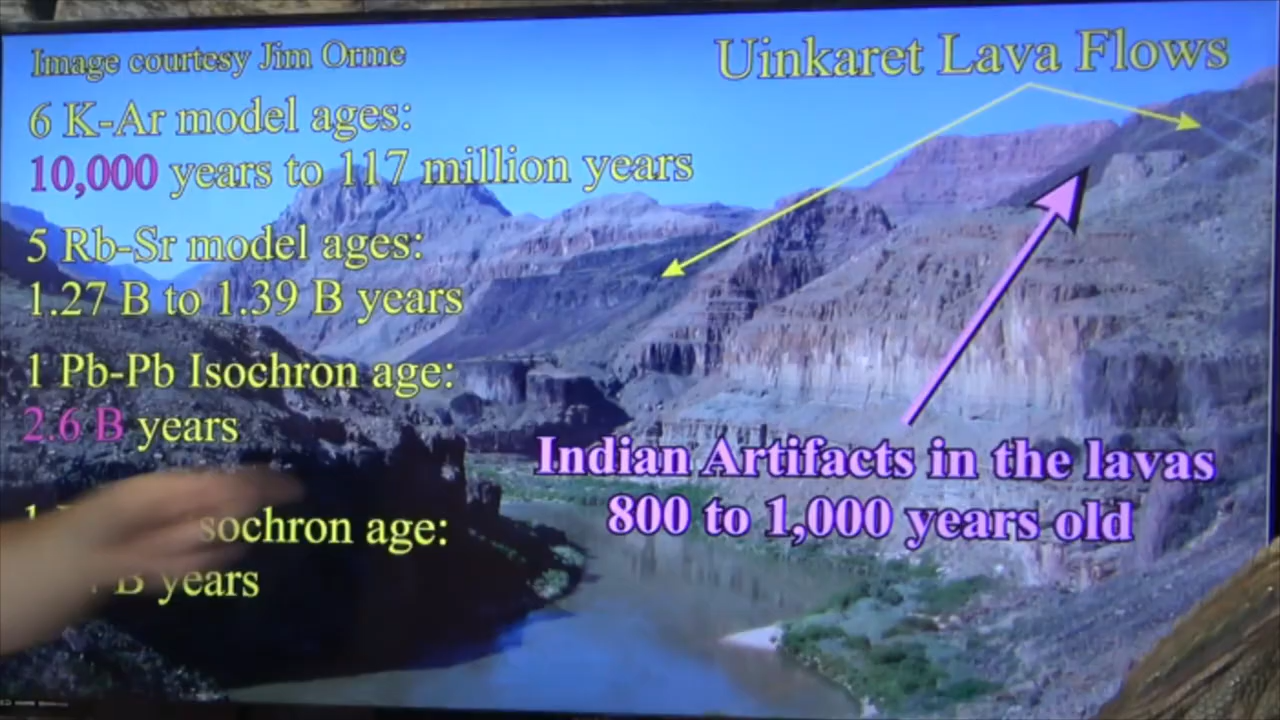 Image courtesy Jim Orme
Uinkaret Lava Flows
6 K-Ar model ages:
10,000 years to 117 million years
5 Rb-Sr model ages:
1.27 B to 1.39 B years
1 Pb-Pb Isochron age:
2.6 B years
Indian Artifacts in the lavas
800 to 1,000 years old
sochron age:
B years